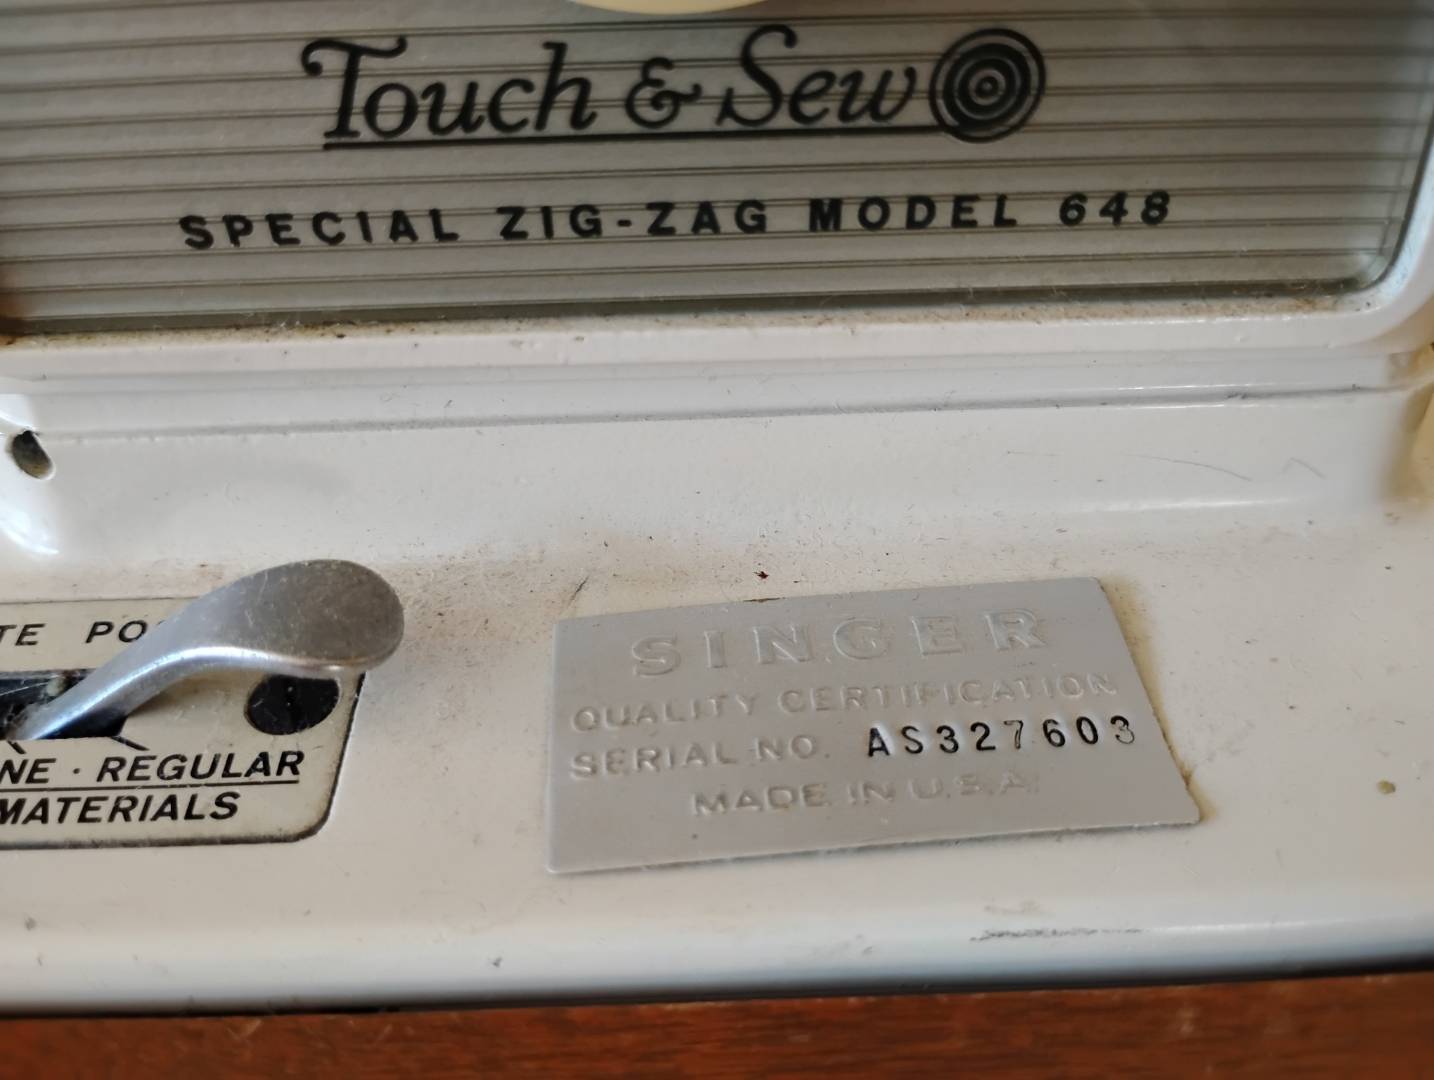 Touch & Sew
SPECIAL ZIG-ZAG MODEL 648
TE PO
NE · REGULAR
MATERIALS
SINGER
QUALITY CERTIFICATION
SERIAL NO. AS327603
MADE IN U.S.A.